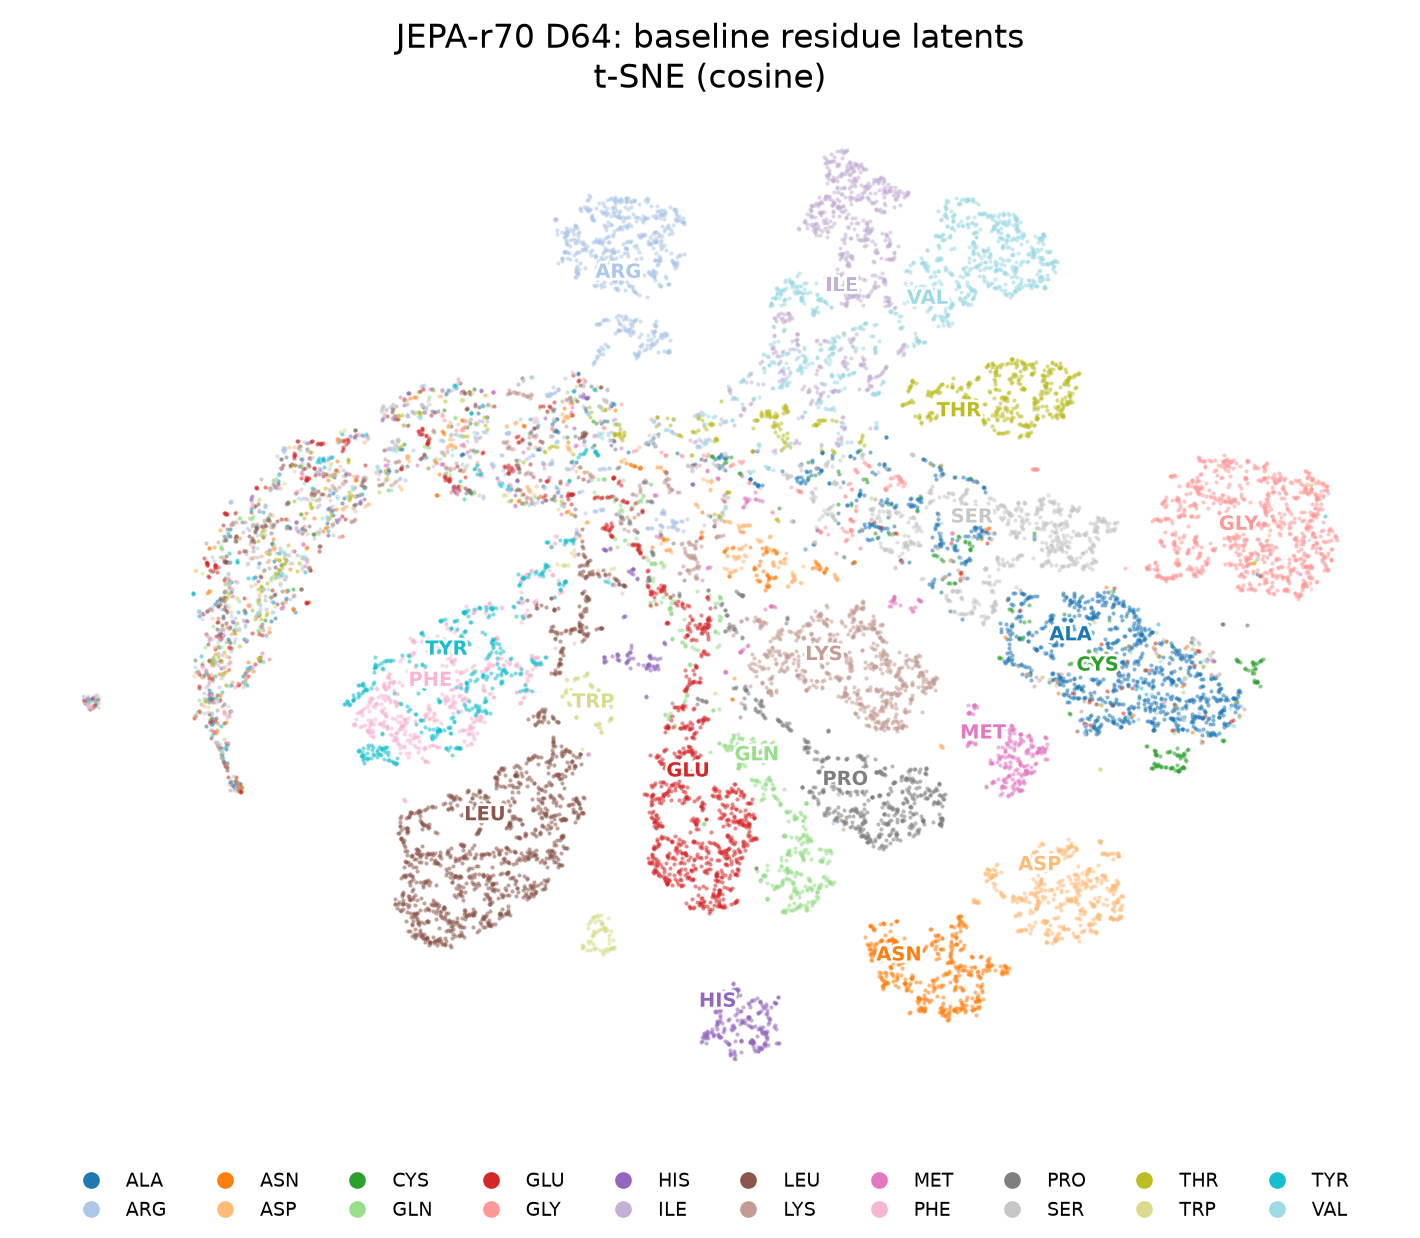 JEPA-r70 D64: baseline residue latents
t-SNE (cosine)
ARG
ILE
VAL
THR
SER
GLY
ALA
TYR
LYS
CYS
PHE
TRP
MET
GLN
GLU
PRO
LEU
ASP
ASN
HIS
ALA ASN CYS GLU HIS LEU MET PRO THR TYR
ARG ASP GLN GLY ILE LYS PHE SER TRP VAL